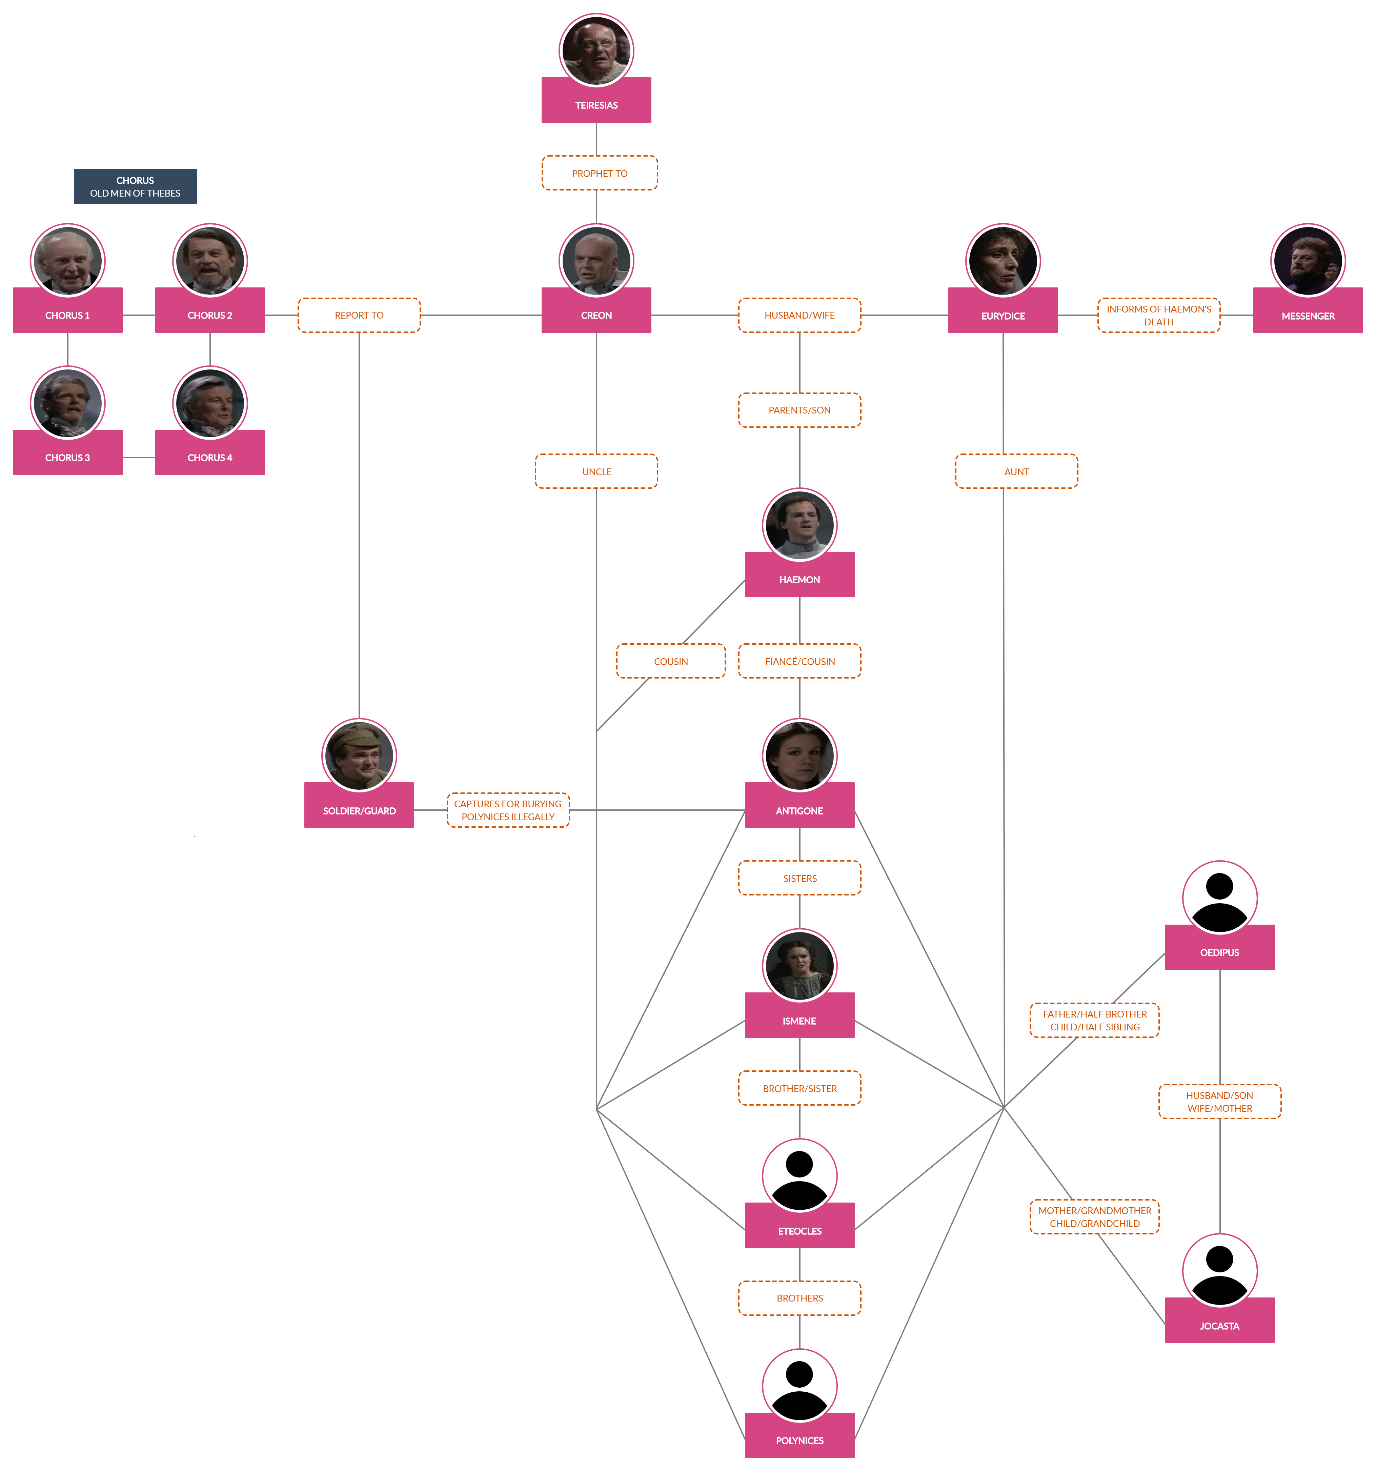 TEIRESIAS
PROPHET TO
CHORUS
OLD MEN OF THEBES
CHORUS 1
CHORUS 2
REPORT TO
CREON
HUSBAND/WIFE
EURYDICE
INFORMS OF HAEMON'S
DEATH
MESSENGER
PARENTS/SON
CHORUS 3
CHORUS 4
UNCLE
AUNT
HAEMON
COUSIN
FIANCÉ/COUSIN
SOLDIER/GUARD
CAPTURES FOR BURYING
POLYNICES ILLEGALLY
ANTIGONE
SISTERS
OEDIPUS
ISMENE
FATHER/HALF BROTHER
CHILD/HALF SIBLING
BROTHER/SISTER
HUSBAND/SON
WIFE/MOTHER
MOTHER/GRANDMOTHER
CHILD/GRANDCHILD
ETEOCLES
BROTHERS
JOCASTA
POLYNICES